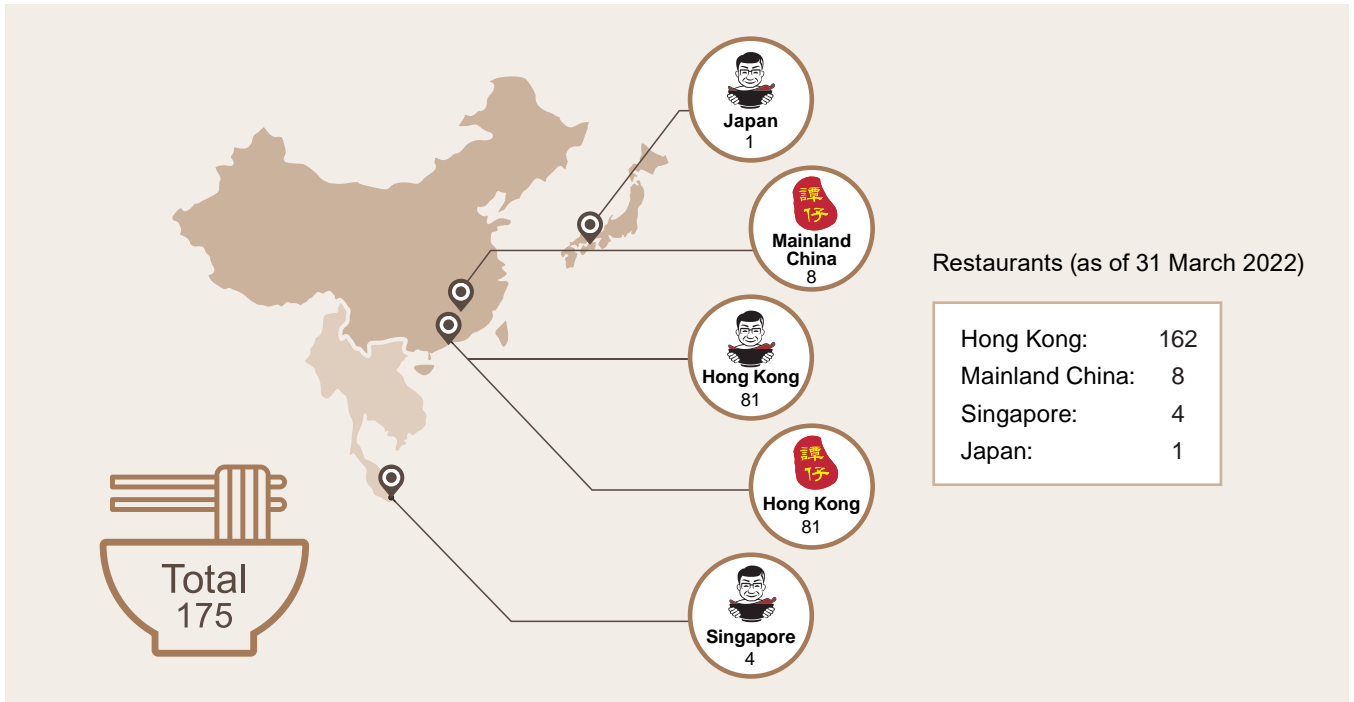 Japan
1
譚
仔
Mainland
China
8
Hong Kong
81
譚
仔
Hong Kong
81
Singapore
4
Total
175
Restaurants (as of 31 March 2022)
Hong Kong: 162
Mainland China: 8
Singapore: 4
Japan: 1